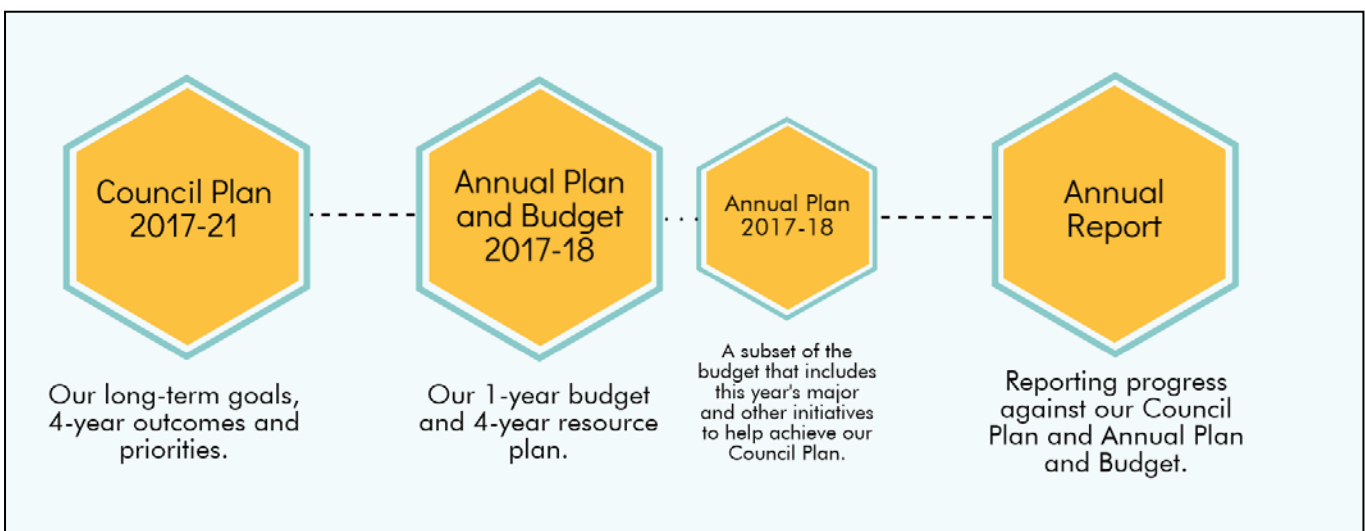 Council Plan
2017-21
Annual Plan
and Budget
2017-18
Annual Plan
2017-18
Annual
Report
Our long-term goals,
4-year outcomes and
priorities.
Our 1-year budget
and 4-year resource
plan.
A subset of the
budget that includes
this year's major
and other initiatives
to help achieve our
Council Plan.
Reporting progress
against our Council
Plan and Annual Plan
and Budget.